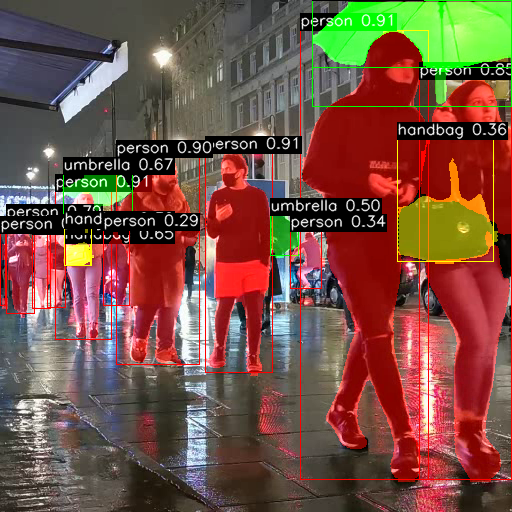 person 0.91
person 0.85
handbag 0.36
person 0.90
person 0.91
umbrella 0.67
person 0.91
umbrella 0.50
person 0.29
person 0.34
person
handbag 0.65